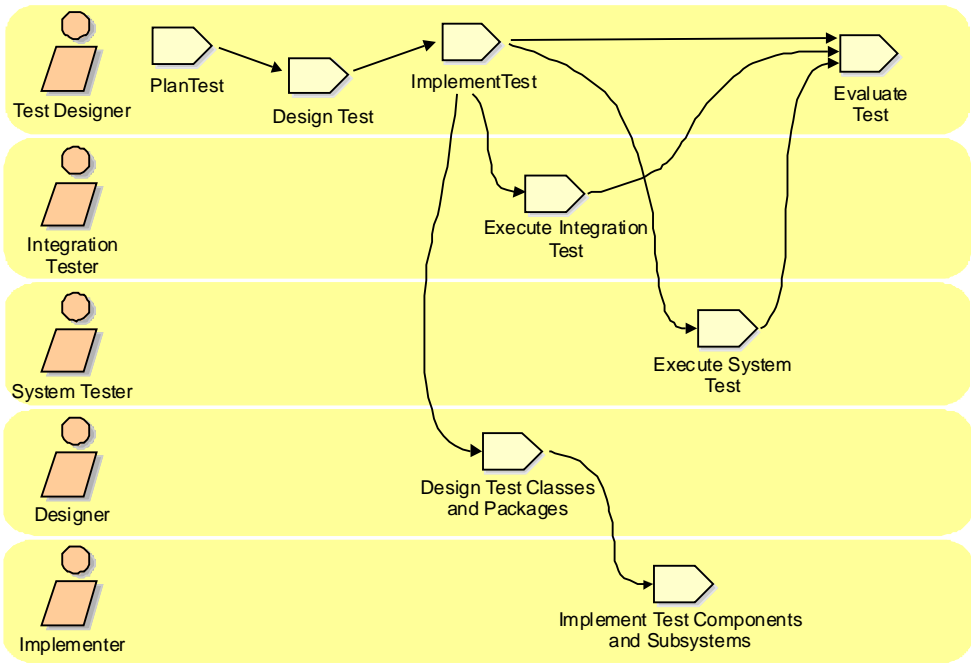 Test Designer
PlanTest
Design Test
ImplementTest
Evaluate
Test
Integration
Tester
Execute Integration
Test
System Tester
Execute System
Test
Designer
Design Test Classes
and Packages
Implementer
Implement Test Components
and Subsystems